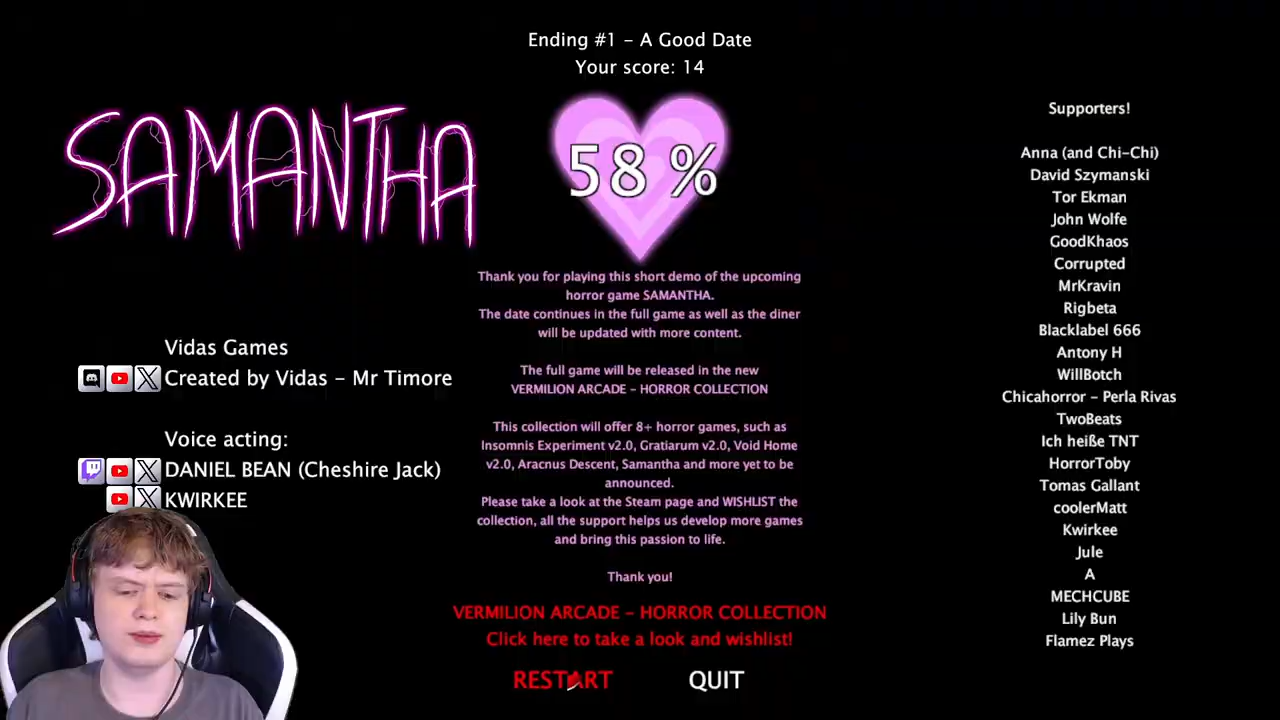 Ending #1 - A Good Date
Your score: 14
SAMANTHA
58 %
Thank you for playing this short demo of the upcoming
horror game SAMANTHA.
The date continues in the full game as well as the diner
will be updated with more content.
The full game will be released in the new
VERMILION ARCADE - HORROR COLLECTION
This collection will offer 8+ horror games, such as
Insomnis Experiment v2.0, Gratiarum v2.0, Void Home
v2.0, Aracnus Descent, Samantha and more yet to be
announced.
Please take a look at the Steam page and WISHLIST the
collection, all the support helps us develop more games
and bring this passion to life.
Thank you!
VERMILION ARCADE - HORROR COLLECTION
Click here to take a look and wishlist!
RESTART
QUIT
Vidas Games
Created by Vidas - Mr Timore
Voice acting:
DANIEL BEAN (Cheshire Jack)
KWIRKEE
Supporters!
Anna (and Chi-Chi)
David Szymanski
Tor Ekman
John Wolfe
GoodKhaos
Corrupted
MrKravin
Rigbeta
Blacklabel 666
Antony H
WillBotch
Chicahorror - Perla Rivas
TwoBeats
Ich heiße TNT
HorrorToby
Tomas Gallant
coolerMatt
Kwirkee
Jule
A
MECHCUBE
Lily Bun
Flamez Plays